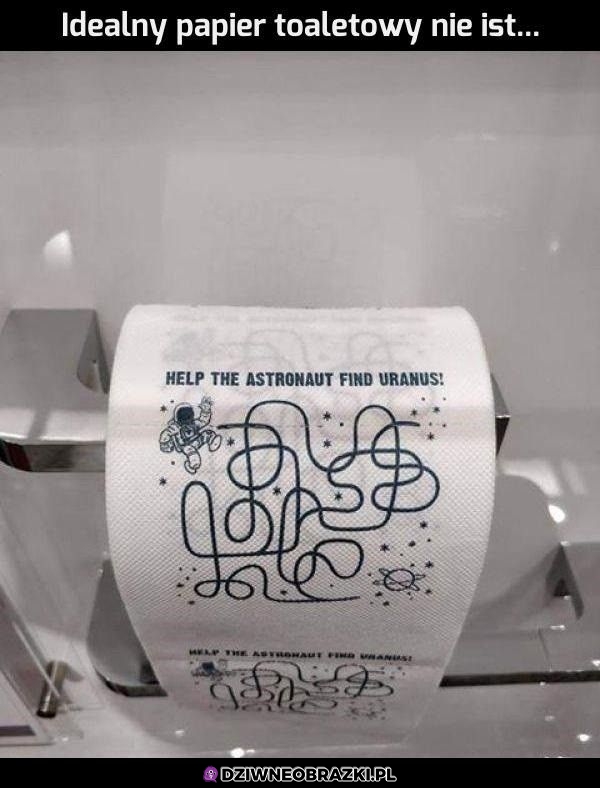 Idealny papier toaletowy nie ist...
HELP THE ASTRONAUT FIND URANUS!
HELP THE ASTRONAUT FIND URANUS!
DZIWNEOBRAZKI.PL